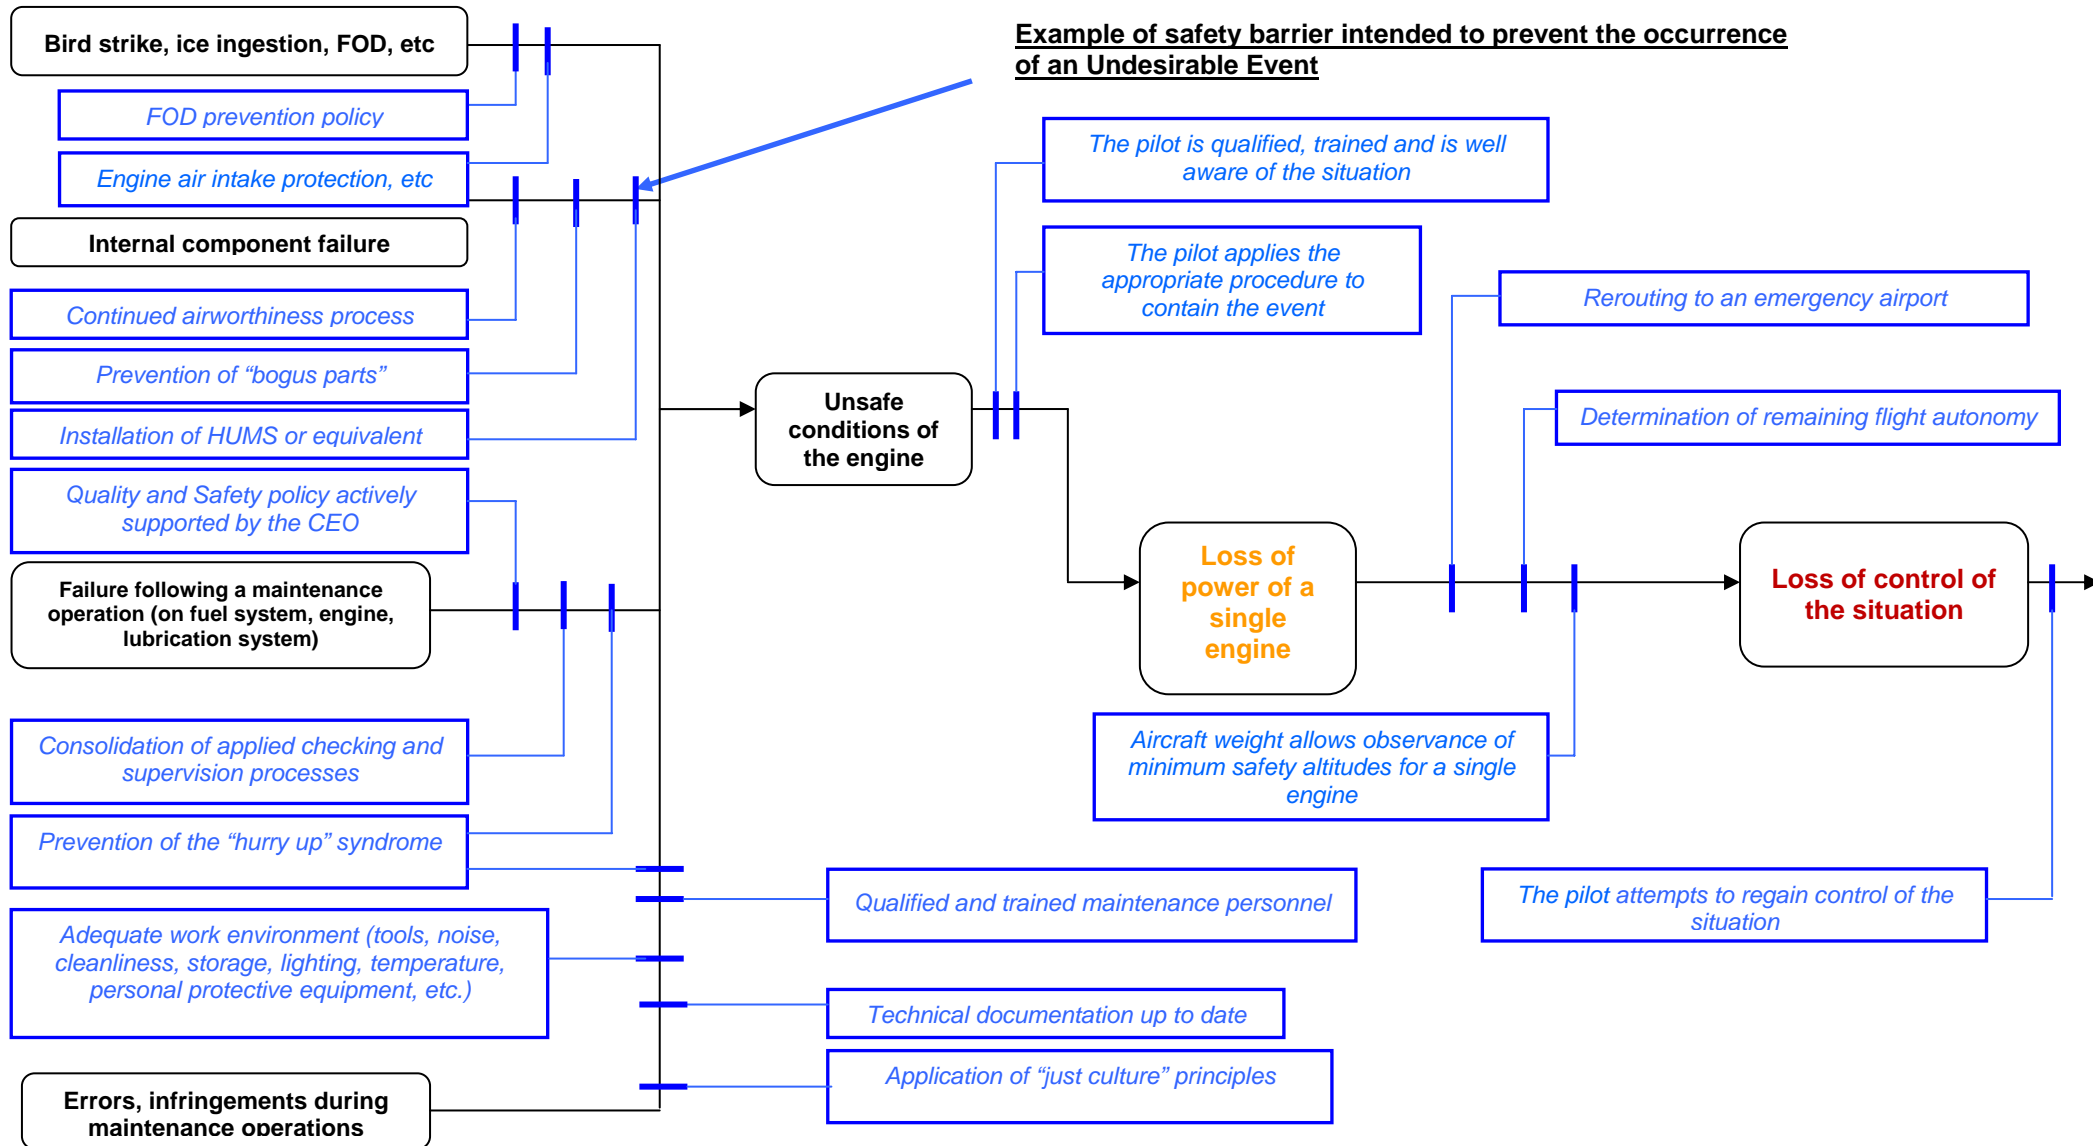 Bird strike, ice ingestion, FOD, etc
FOD prevention policy
Engine air intake protection, etc
Internal component failure
Continued airworthiness process
Prevention of “bogus parts”
Installation of HUMS or equivalent
Quality and Safety policy actively
supported by the CEO
Failure following a maintenance
operation (on fuel system, engine,
lubrication system)
Consolidation of applied checking and
supervision processes
Prevention of the “hurry up” syndrome
Adequate work environment (tools, noise,
cleanliness, storage, lighting, temperature,
personal protective equipment, etc.)
Errors, infringements during
maintenance operations
Example of safety barrier intended to prevent the occurrence
of an Undesirable Event
The pilot is qualified, trained and is well
aware of the situation
The pilot applies the
appropriate procedure to
contain the event
Unsafe
conditions of
the engine
Rerouting to an emergency airport
Determination of remaining flight autonomy
Loss of
power of a
single
engine
Loss of control of
the situation
Aircraft weight allows observance of
minimum safety altitudes for a single
engine
Qualified and trained maintenance personnel
The pilot attempts to regain control of the
situation
Technical documentation up to date
Application of “just culture” principles